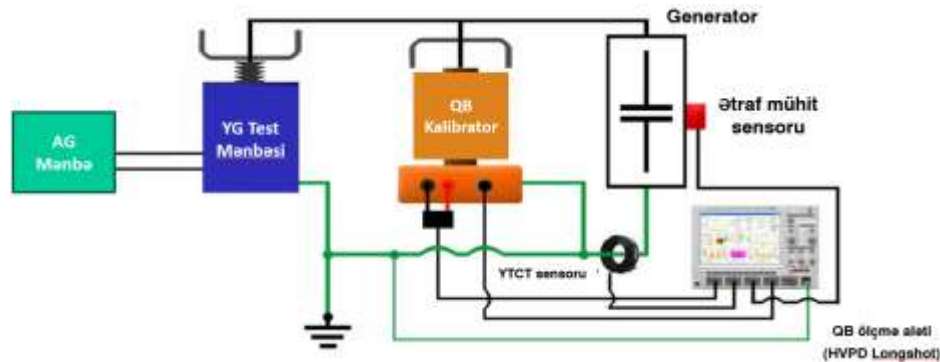 Generator
Ətraf mühit
sensoru
QB
Kalibrator
YG Test
Mənbəsi
AG
Mənbə
YTCT sensoru
QB ölçmə aləti
(HVPD Longshot)